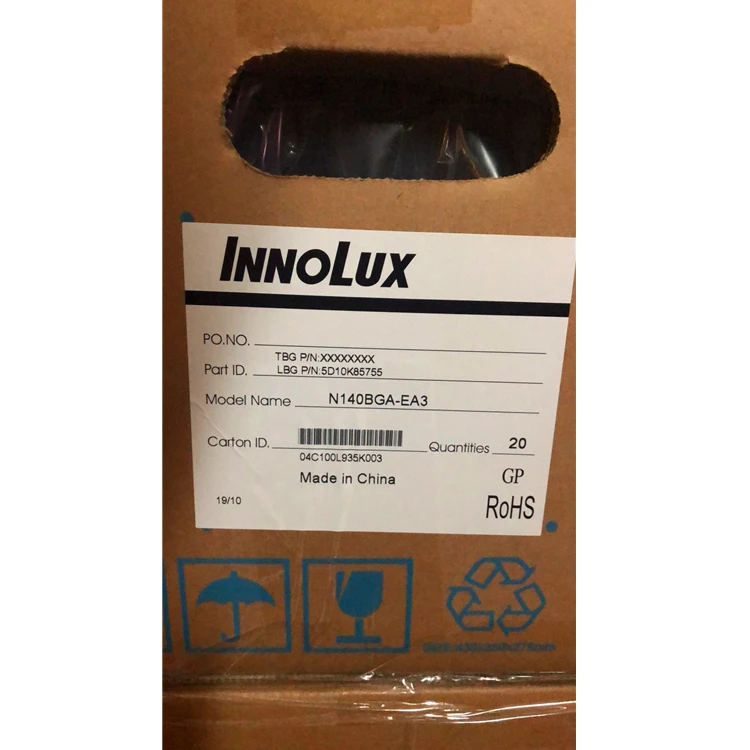 INNOLUX
PO.NO.
TBG P/N:XXXXXXXX
Part ID. LBG P/N:5D10K85755
Model Name N140BGA-EA3
Carton ID. Quantities 20
04C100L935K003
Made in China GP
19/10 RoHS